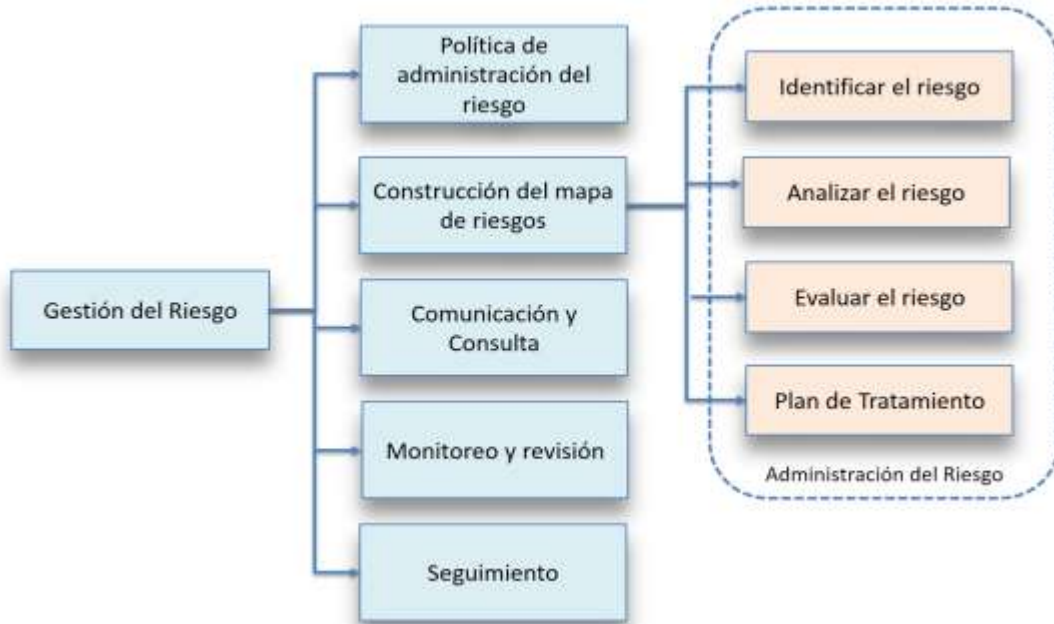 Gestión del Riesgo
Política de
administración del
riesgo
Construcción del mapa
de riesgos
Comunicación y
Consulta
Monitoreo y revisión
Seguimiento
Identificar el riesgo
Analizar el riesgo
Evaluar el riesgo
Plan de Tratamiento
Administración del Riesgo